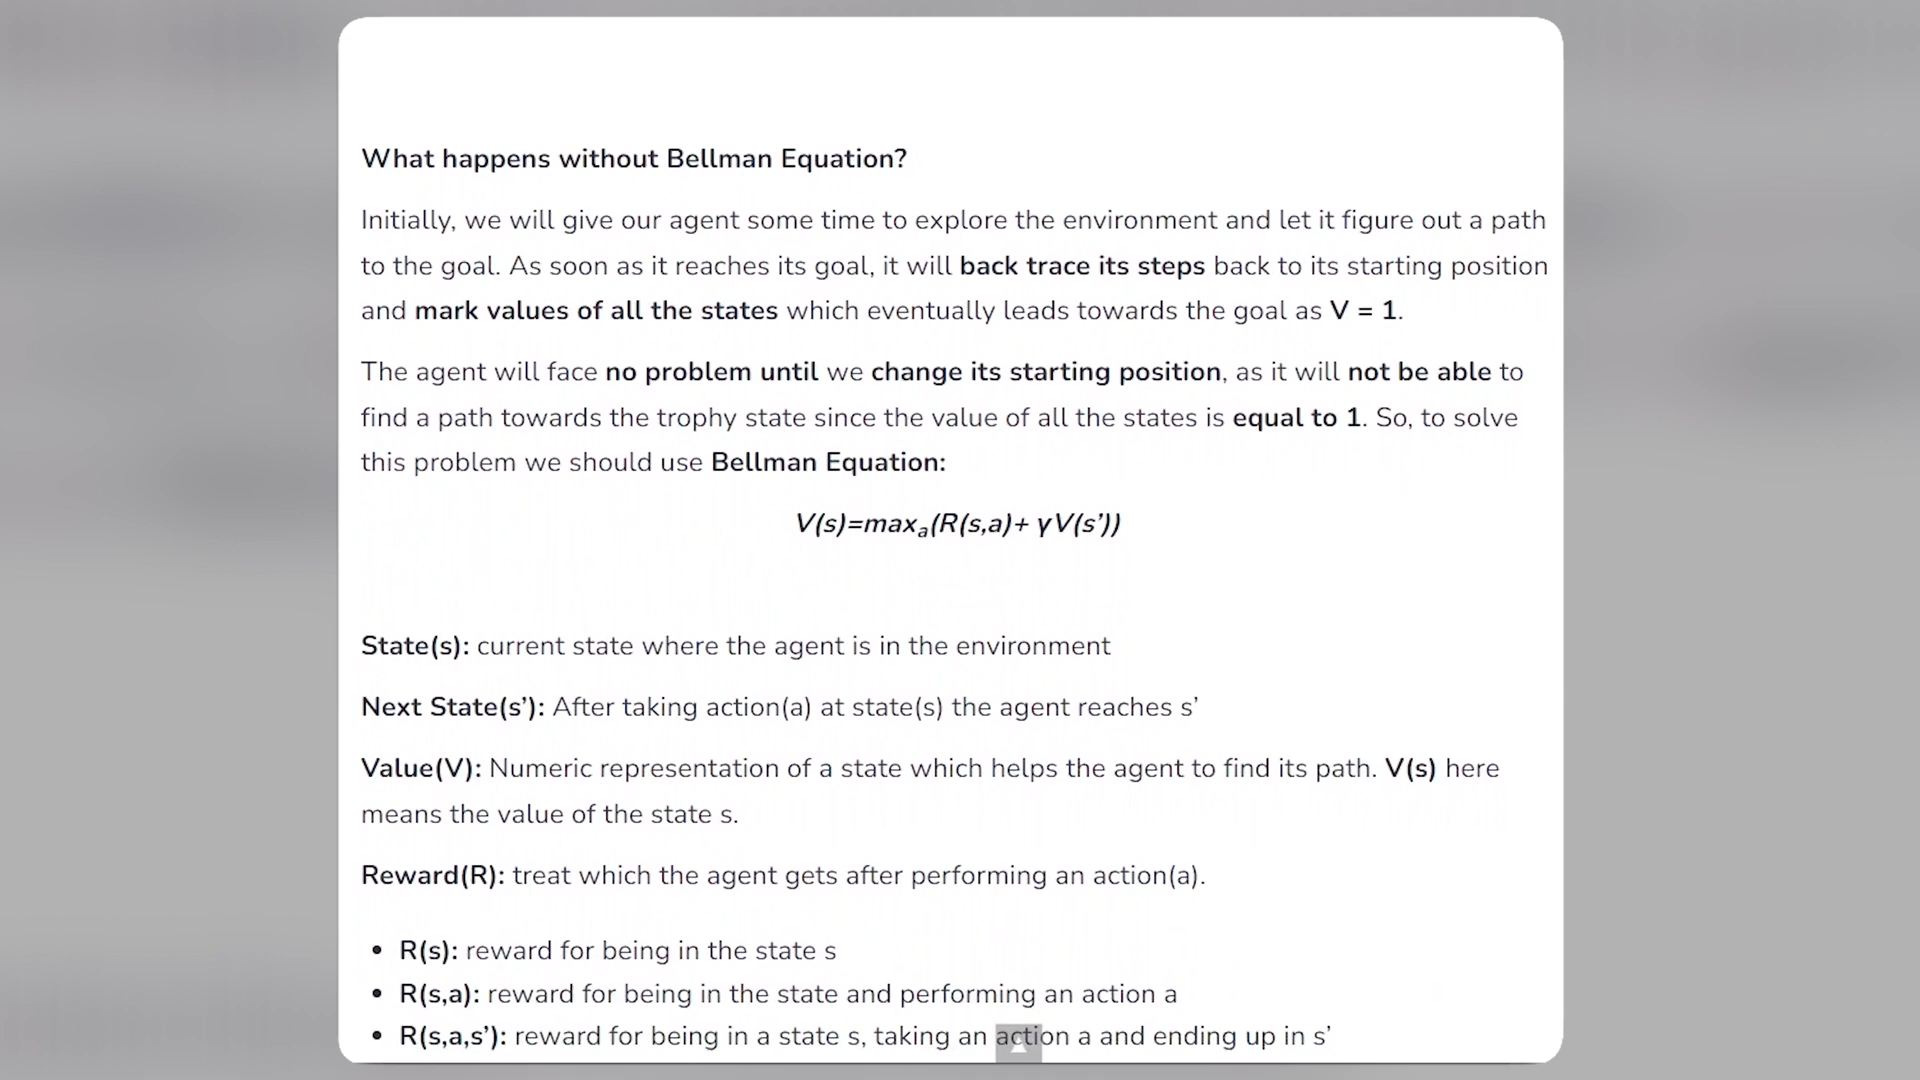 What happens without Bellman Equation?
Initially, we will give our agent some time to explore the environment and let it figure out a path
to the goal. As soon as it reaches its goal, it will back trace its steps back to its starting position
and mark values of all the states which eventually leads towards the goal as V = 1.
The agent will face no problem until we change its starting position, as it will not be able to
find a path towards the trophy state since the value of all the states is equal to 1. So, to solve
this problem we should use Bellman Equation:
V(s)=maxₐ(R(s,a)+ γV(s’))
State(s): current state where the agent is in the environment
Next State(s’): After taking action(a) at state(s) the agent reaches s’
Value(V): Numeric representation of a state which helps the agent to find its path. V(s) here
means the value of the state s.
Reward(R): treat which the agent gets after performing an action(a).
• R(s): reward for being in the state s
• R(s,a): reward for being in the state and performing an action a
• R(s,a,s’): reward for being in a state s, taking an action a and ending up in s’